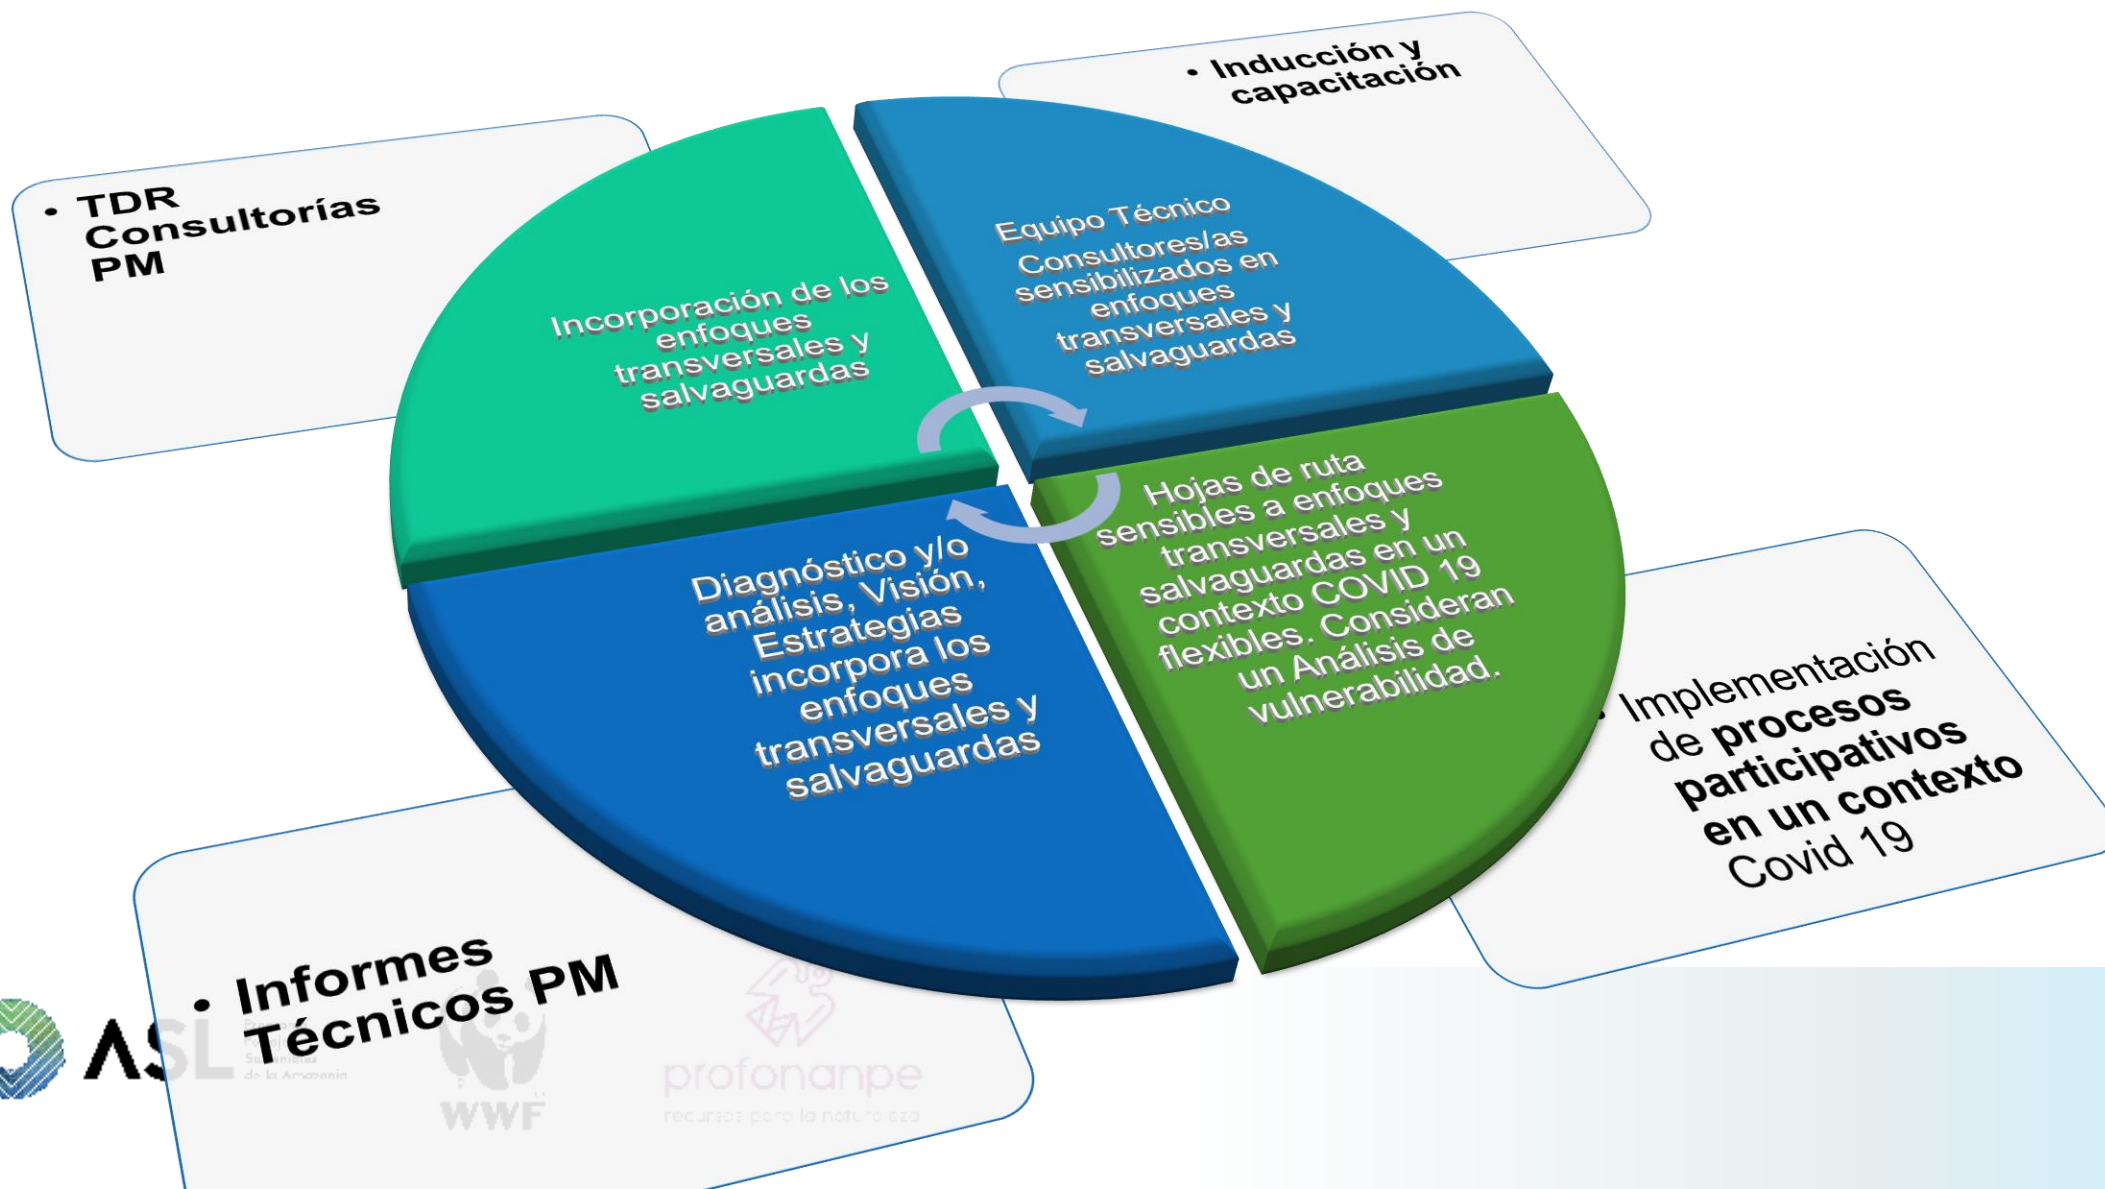 • TDR
Consultorías
PM
• Inducción y
capacitación
Incorporación de los
enfoques
transversales y
salvaguardas
Equipo Técnico
Consultores/as
sensibilizados en
enfoques
transversales y
salvaguardas
Hojas de ruta
sensibles a enfoques
transversales y
salvaguardas en un
contexto COVID 19
flexibles. Consideran
un Análisis de
vulnerabilidad.
Diagnóstico y/o
análisis, Visión,
Estrategias
incorpora los
enfoques
transversales y
salvaguardas
• Implementación
de procesos
participativos
en un contexto
Covid 19
• Informes
Técnicos PM
ASL
de la Amazonía
WWF
profonanpe
recursos para la naturaleza